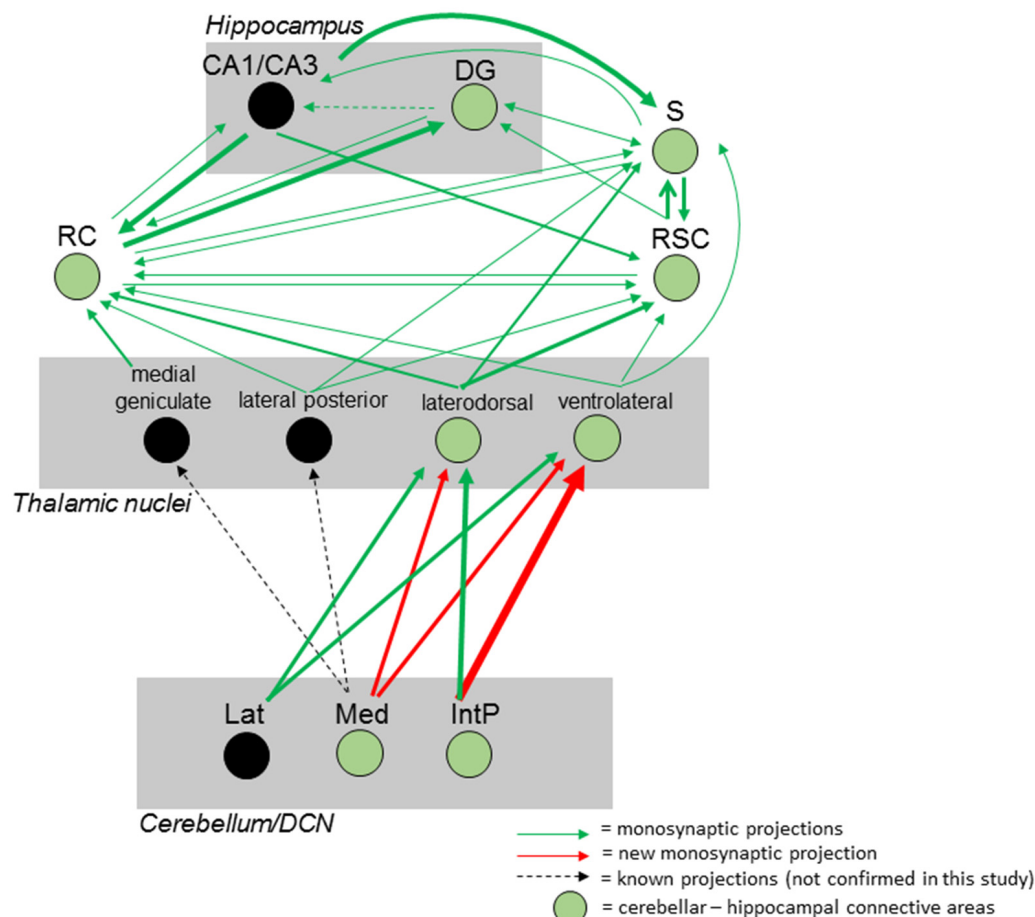 Hippocampus
CA1/CA3
DG
S
RC
RSC
medial
geniculate
lateral posterior
laterodorsal
ventrolateral
Thalamic nuclei
Lat
Med
IntP
Cerebellum/DCN
= monosynaptic projections
= new monosynaptic projection
= known projections (not confirmed in this study)
= cerebellar – hippocampal connective areas